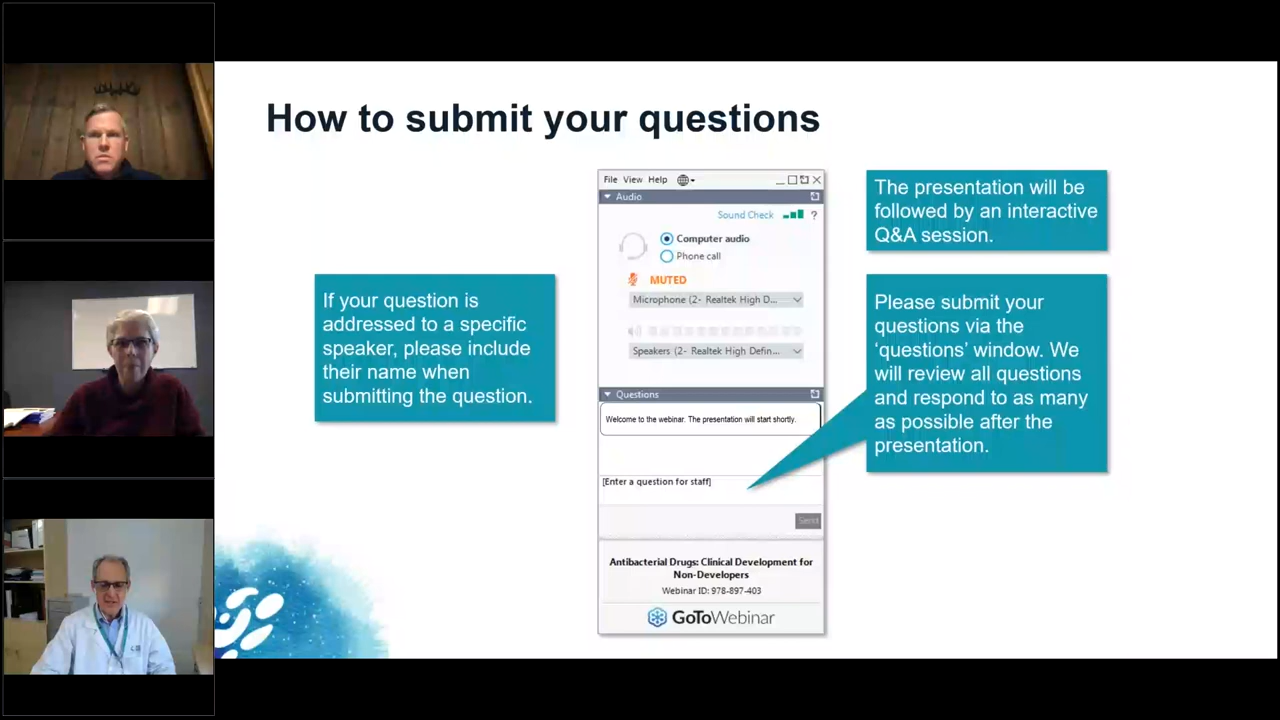 How to submit your questions
If your question is
addressed to a specific
speaker, please include
their name when
submitting the question.
File View Help
Audio
Sound Check ?
Computer audio
Phone call
MUTED
Microphone (2- Realtek High D...
Speakers (2- Realtek High Defin...
Questions
Welcome to the webinar. The presentation will start shortly.
[Enter a question for staff]
Send
Antibacterial Drugs: Clinical Development for
Non-Developers
Webinar ID: 978-897-403
GoToWebinar
The presentation will be
followed by an interactive
Q&A session.
Please submit your
questions via the
‘questions’ window. We
will review all questions
and respond to as many
as possible after the
presentation.